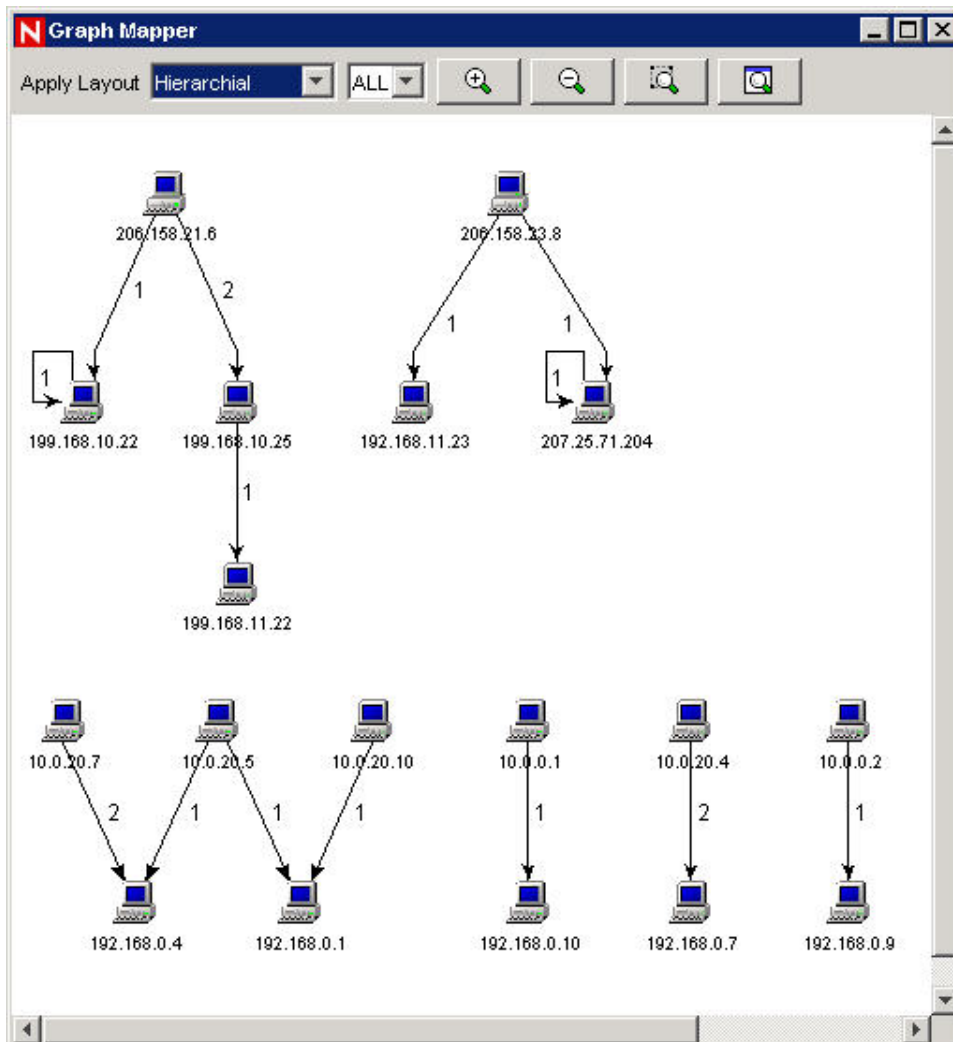 N Graph Mapper
Apply Layout Hierarchial ALL
206.158.21.6 206.158.23.8
1 2 1 1
1 1
199.168.10.22 199.168.10.25 192.168.11.23 207.25.71.204
1
199.168.11.22
10.0.20.7 10.0.20.5 10.0.20.10 10.0.0.1 10.0.20.4 10.0.0.2
2 1 1 1 1 2 1
192.168.0.4 192.168.0.1 192.168.0.10 192.168.0.7 192.168.0.9